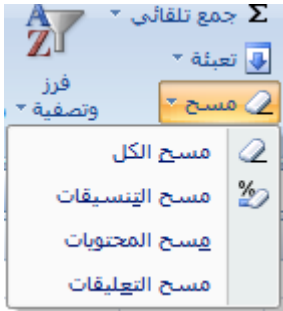 Σ جمع تلقائي
تعبئة
مسح
فرز
وتصفية
مسح الكل
مسح التنسيقات
مسح المحتويات
مسح التعليقات